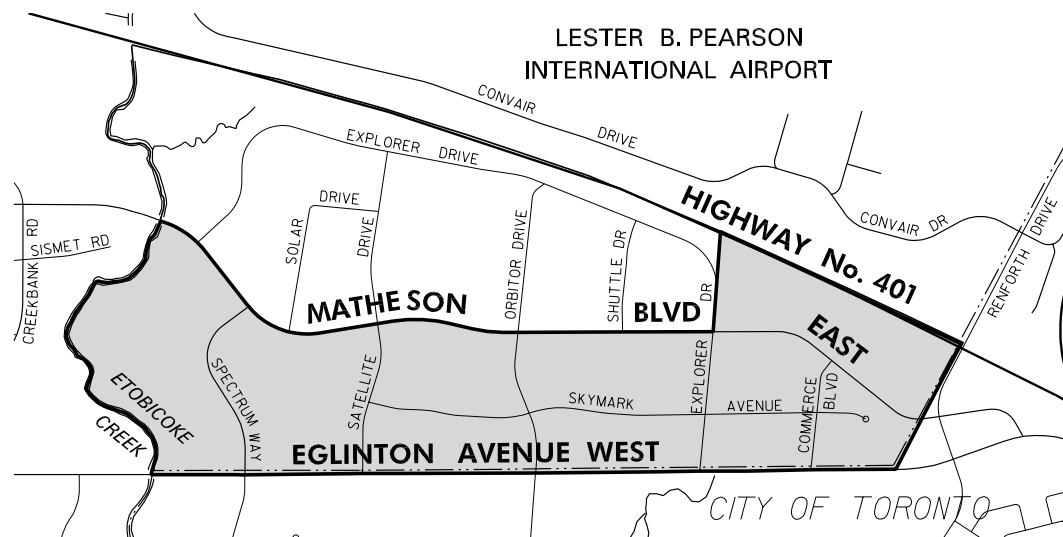 LESTER B. PEARSON
INTERNATIONAL AIRPORT
CONVAIR DRIVE
EXPLORER DRIVE
HIGHWAY No. 401
CONVAIR DR
RENFORTH DRIVE
CREEKBANK RD
SISMET RD
SOLAR
DRIVE
DRIVE
ORBITOR DRIVE
SHUTTLE DR
MATHESON BLVD EAST
SPECTRUM WAY
SATELLITE
EXPLORER
DR
SKYMARK AVENUE
COMMERCE
BLVD
ETOBICOKE
CREEK
EGLINTON AVENUE WEST
CITY OF TORONTO